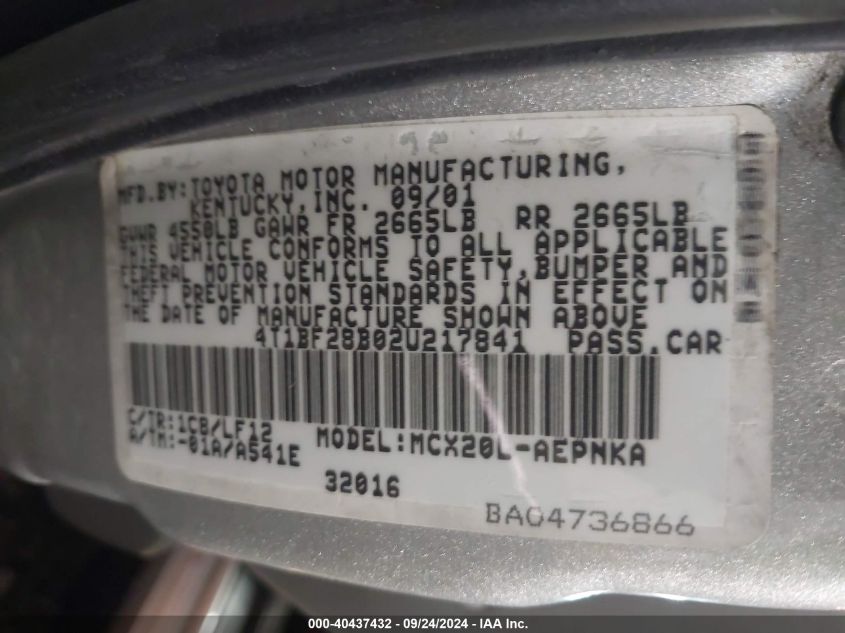 MFD.BY:TOYOTA MOTOR MANUFACTURING,
KENTUCKY,INC. 09/01
GVWR 4550LB GAWR FR 2665LB RR 2665LB
THIS VEHICLE CONFORMS TO ALL APPLICABLE
FEDERAL MOTOR VEHICLE SAFETY,BUMPER AND
THEFT PREVENTION STANDARDS IN EFFECT ON
THE DATE OF MANUFACTURE SHOWN ABOVE
4T1BF28B02U217841 PASS.CAR
C/TR:1C8/LF12
A/TM:-01A/A541E
MODEL:MCX20L-AEPNKA
32016
BA04736866
000-40437432 - 09/24/2024 - IAA Inc.